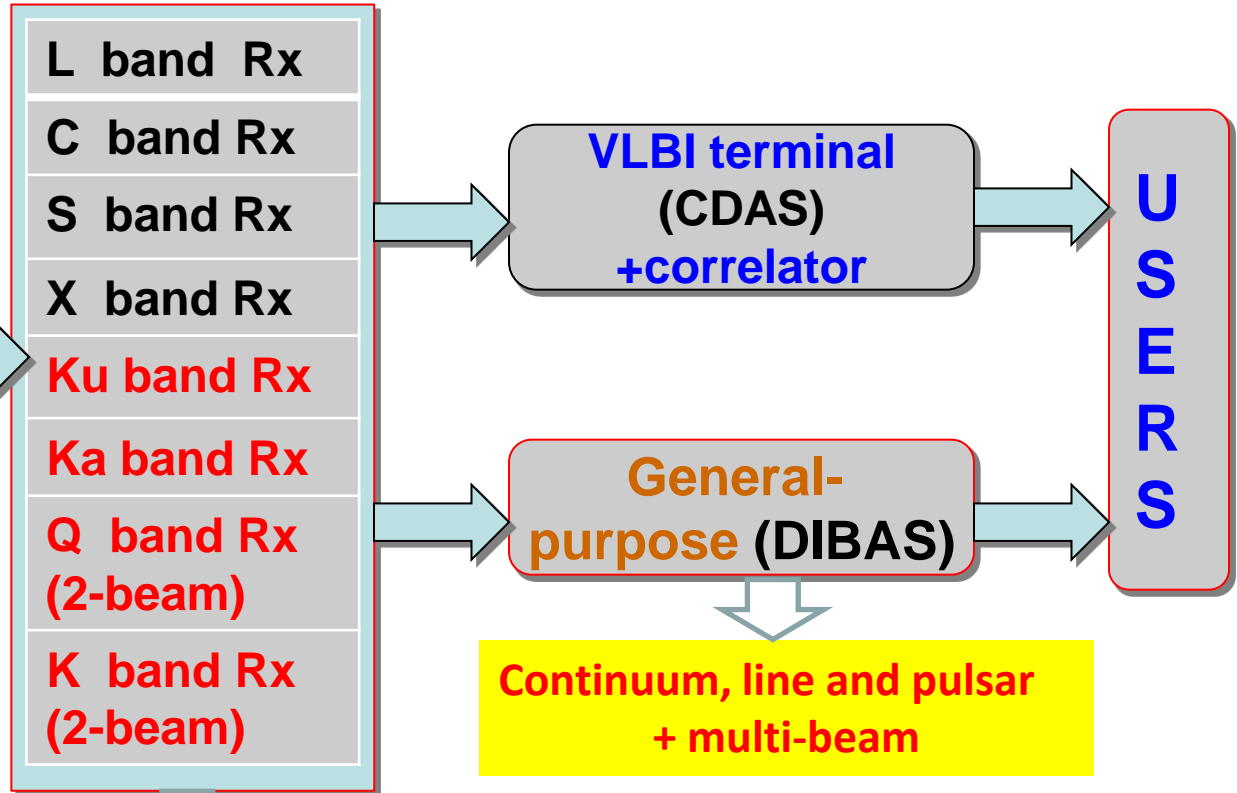 L band Rx
C band Rx
S band Rx
X band Rx
Ku band Rx
Ka band Rx
Q band Rx
(2-beam)
K band Rx
(2-beam)
VLBI terminal
(CDAS)
+correlator
General-
purpose (DIBAS)
Continuum, line and pulsar
+ multi-beam
U
S
E
R
S